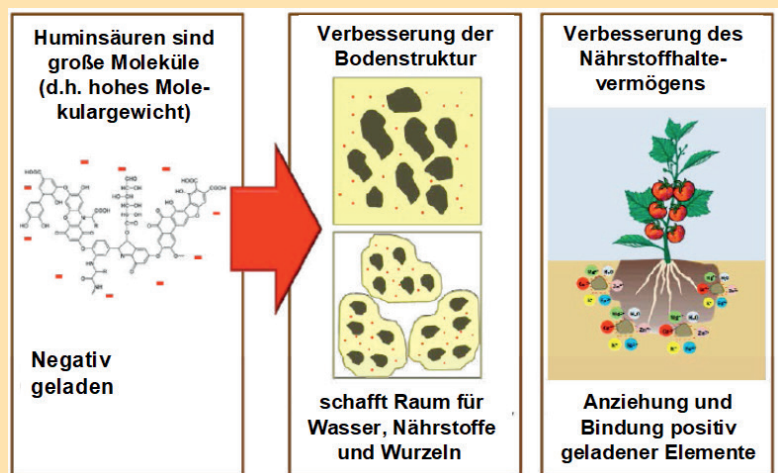 Huminsäuren sind
große Moleküle
(d.h. hohes Mole-
kulargewicht)
Negativ
geladen
Verbesserung der
Bodenstruktur
schafft Raum für
Wasser, Nährstoffe
und Wurzeln
Verbesserung des
Nährstoffhalte-
vermögens
Anziehung und
Bindung positiv
geladener Elemente